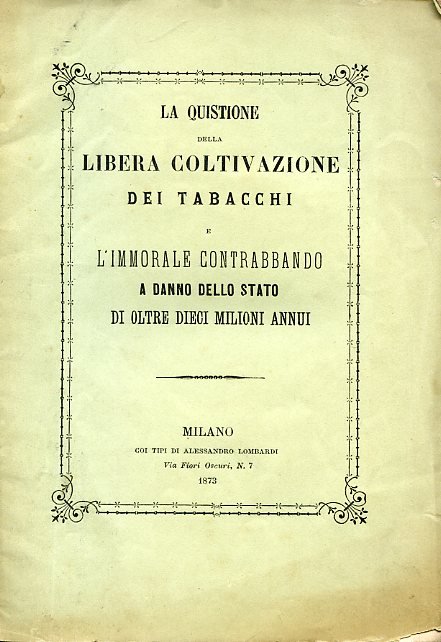 LA QUISTIONE
DELLA
LIBERA COLTIVAZIONE
DEI TABACCHI
E
L'IMMORALE CONTRABBANDO
A DANNO DELLO STATO
DI OLTRE DIECI MILIONI ANNUI
MILANO
COI TIPI DI ALESSANDRO LOMBARDI
Via Fiori Oscuri, N. 7
1873